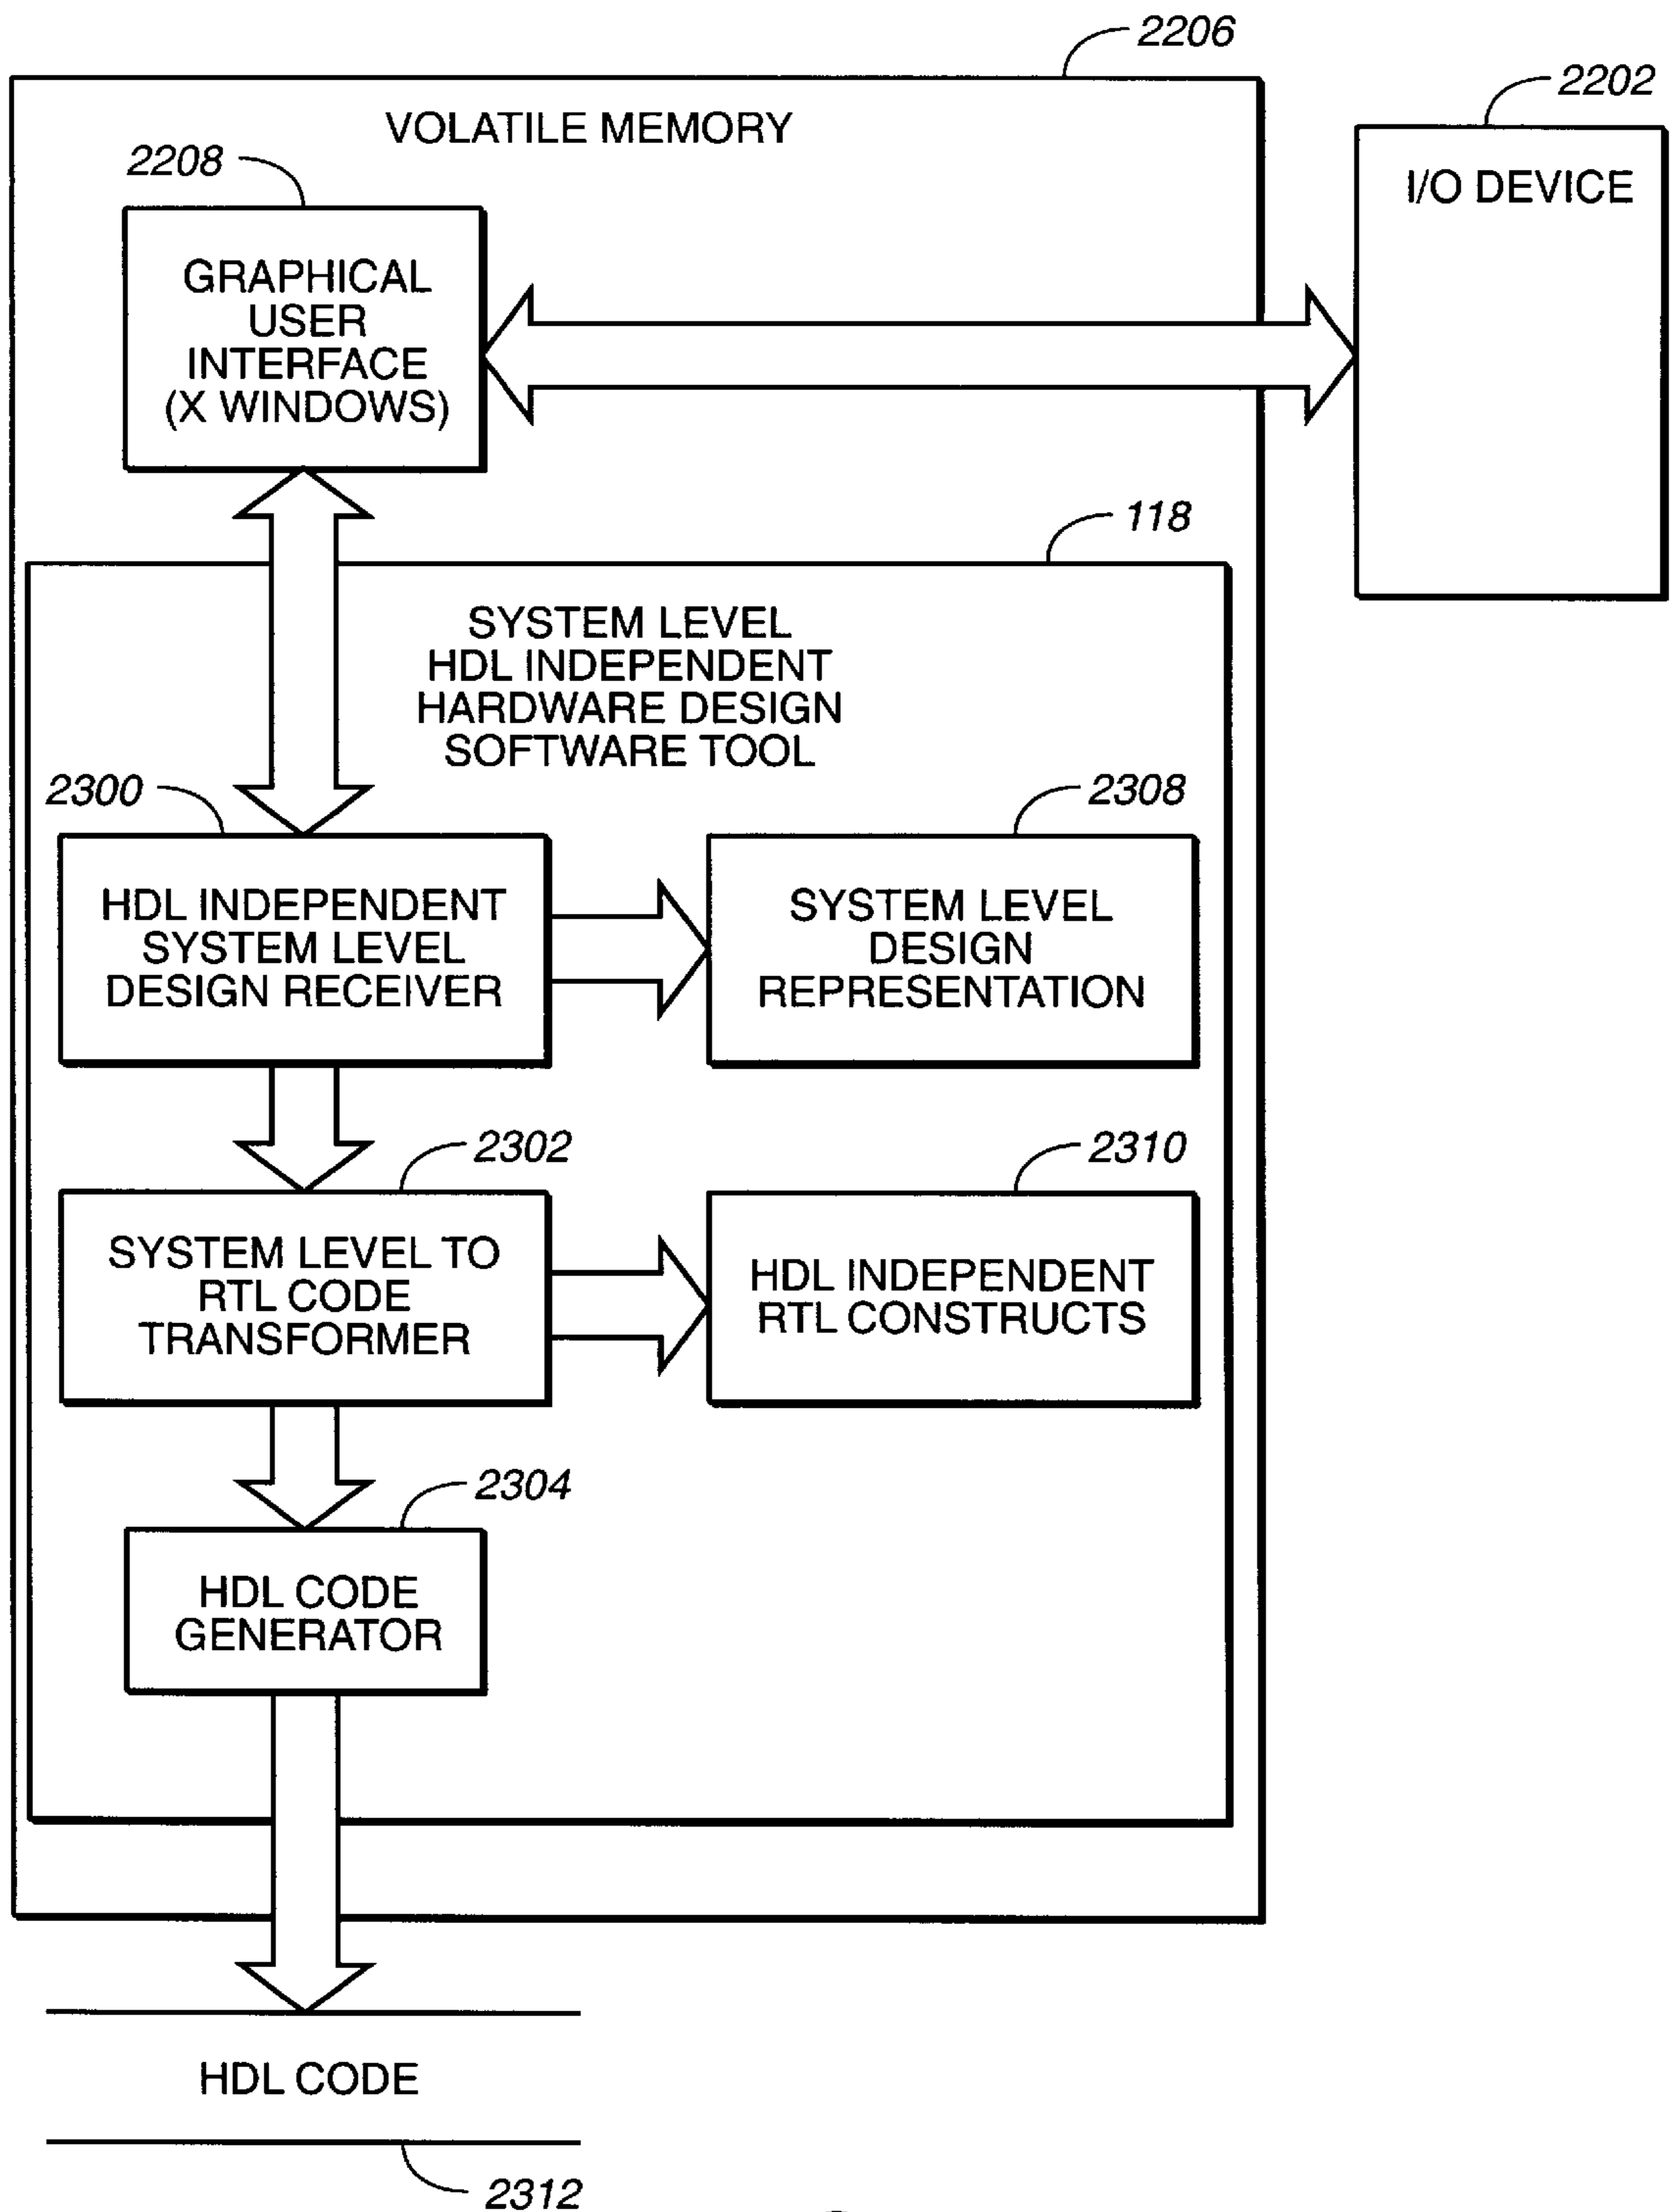 2206
2202
VOLATILE MEMORY
2208
I/O DEVICE
GRAPHICAL
USER
INTERFACE
(X WINDOWS)
118
SYSTEM LEVEL
HDL INDEPENDENT
HARDWARE DESIGN
SOFTWARE TOOL
2300
2308
HDL INDEPENDENT
SYSTEM LEVEL
DESIGN RECEIVER
SYSTEM LEVEL
DESIGN
REPRESENTATION
2302
2310
SYSTEM LEVEL TO
RTL CODE
TRANSFORMER
HDL INDEPENDENT
RTL CONSTRUCTS
2304
HDL CODE
GENERATOR
HDL CODE
2312